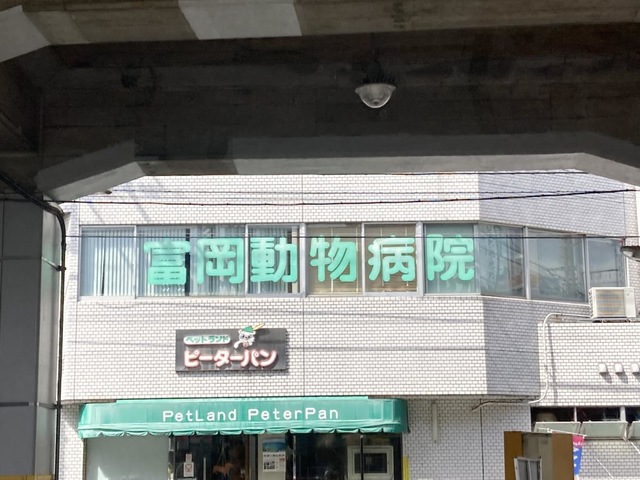 富岡動物病院
ペットランド
ピーターパン
PetLand PeterPan